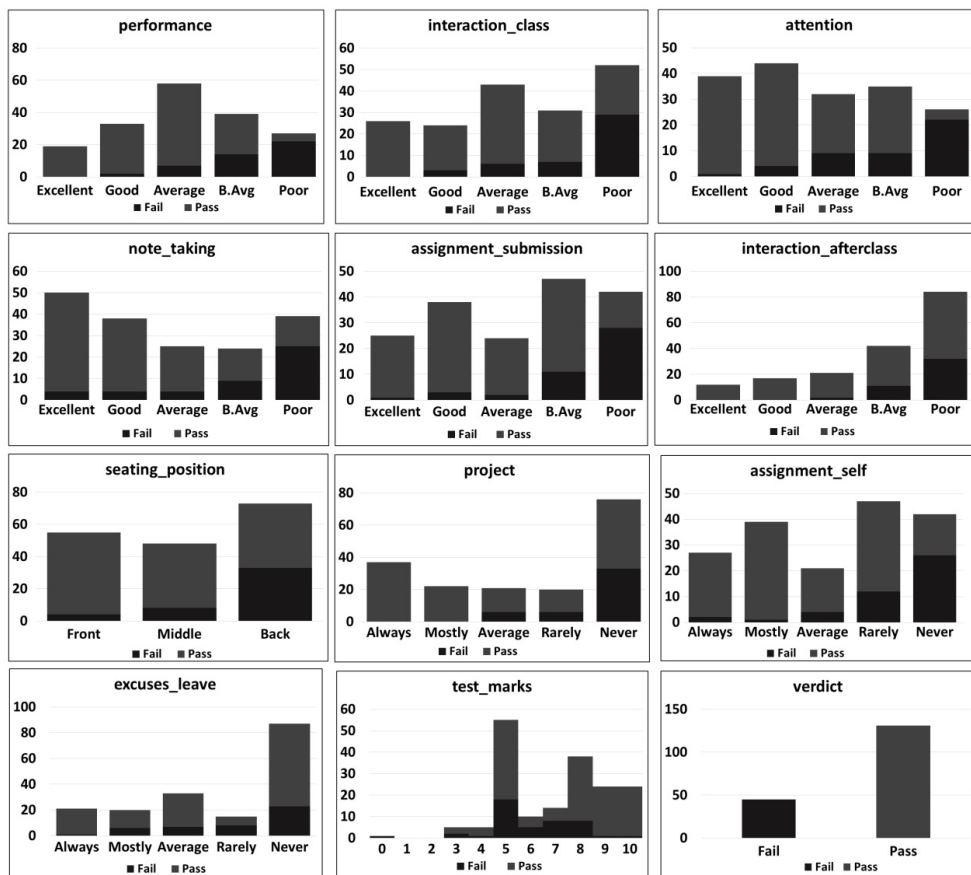 performance
80
60
40
20
0
Excellent Good Average B.Avg Poor
Fail Pass
interaction_class
60
50
40
30
20
10
0
Excellent Good Average B.Avg Poor
Fail Pass
attention
50
40
30
20
10
0
Excellent Good Average B.Avg Poor
Fail Pass
note_taking
60
50
40
30
20
10
0
Excellent Good Average B.Avg Poor
Fail Pass
assignment_submission
50
40
30
20
10
0
Excellent Good Average B.Avg Poor
Fail Pass
interaction_afterclass
100
80
60
40
20
0
Excellent Good Average B.Avg Poor
Fail Pass
seating_position
80
60
40
20
0
Front Middle Back
Fail Pass
project
80
60
40
20
0
Always Mostly Average Rarely Never
Fail Pass
assignment_self
50
40
30
20
10
0
Always Mostly Average Rarely Never
Fail Pass
excuses_leave
100
80
60
40
20
0
Always Mostly Average Rarely Never
Fail Pass
test_marks
60
50
40
30
20
10
0
0 1 2 3 4 5 6 7 8 9 10
Fail Pass
verdict
150
100
50
0
Fail Pass
Fail Pass